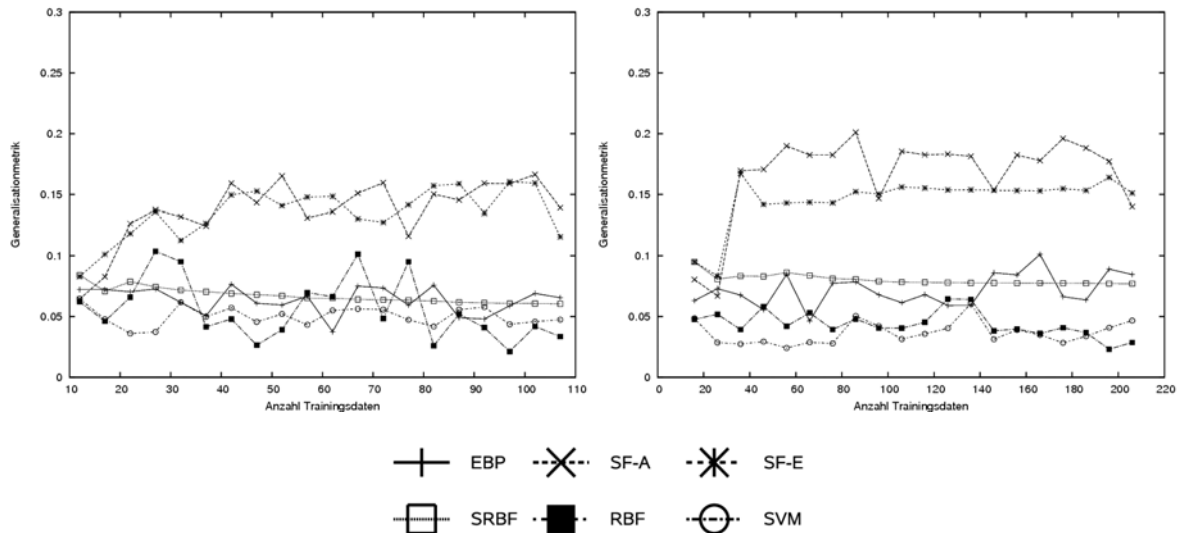 0.3
0.25
0.2
0.15
0.1
0.05
0
Generalisationmetrik
10 20 30 40 50 60 70 80 90 100 110
Anzahl Trainingsdaten
0.3
0.25
0.2
0.15
0.1
0.05
0
Generalisationmetrik
0 20 40 60 80 100 120 140 160 180 200 220
Anzahl Trainingsdaten
EBP SF-A SF-E
SRBF RBF SVM